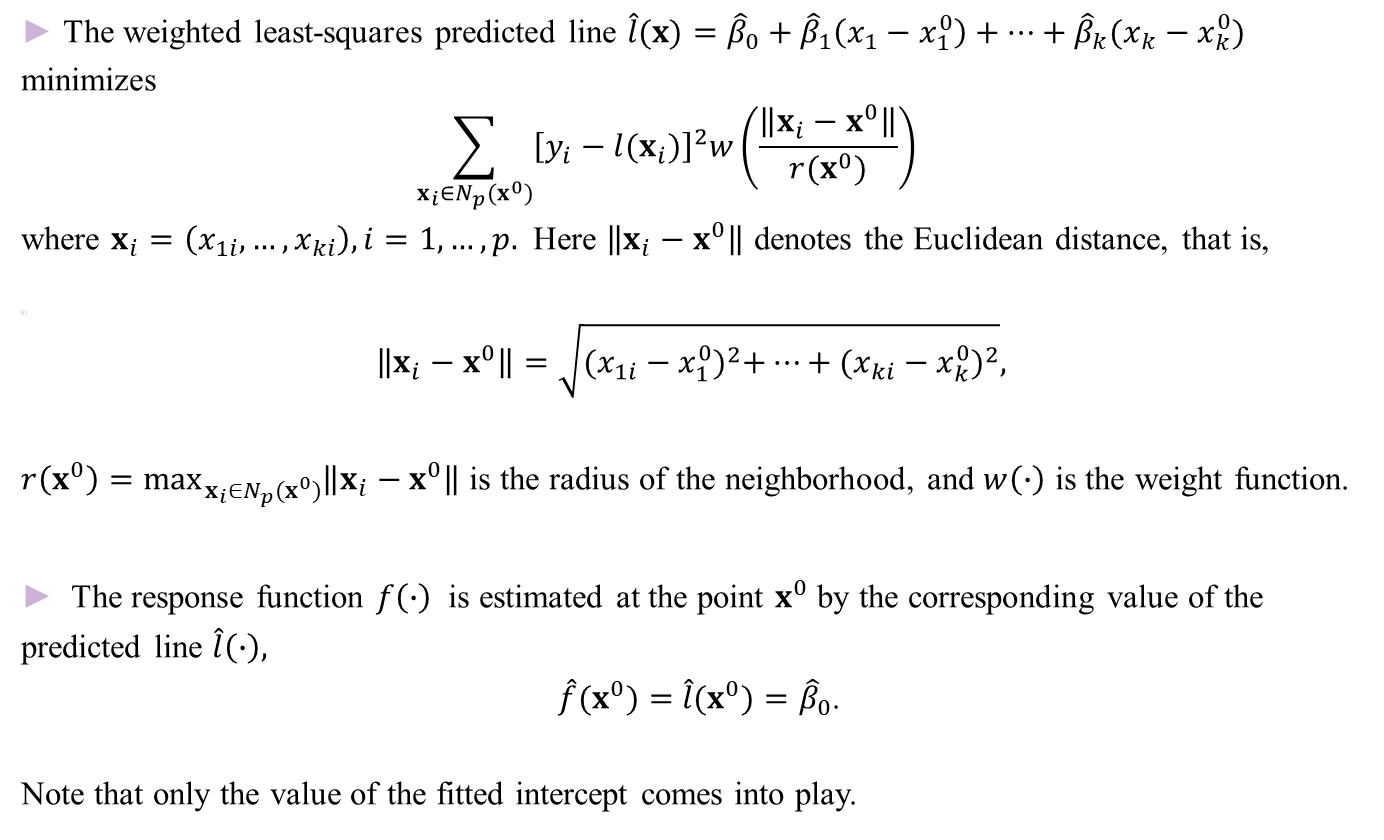 ▶ The weighted least-squares predicted line l̂(𝐱) = β̂₀ + β̂₁(x₁ − x₁⁰) + ⋯ + β̂ₖ(xₖ − xₖ⁰)
minimizes
∑_{𝐱ᵢ∈Nₚ(𝐱⁰)} [yᵢ − l(𝐱ᵢ)]² w(‖𝐱ᵢ − 𝐱⁰‖ / r(𝐱⁰))
where 𝐱ᵢ = (x₁ᵢ, … , xₖᵢ), i = 1, … , p. Here ‖𝐱ᵢ − 𝐱⁰‖ denotes the Euclidean distance, that is,
‖𝐱ᵢ − 𝐱⁰‖ = √((x₁ᵢ − x₁⁰)² + ⋯ + (xₖᵢ − xₖ⁰)²),
r(𝐱⁰) = max_{𝐱ᵢ∈Nₚ(𝐱⁰)}‖𝐱ᵢ − 𝐱⁰‖ is the radius of the neighborhood, and w(·) is the weight function.
▶ The response function f(·) is estimated at the point 𝐱⁰ by the corresponding value of the
predicted line l̂(·),
f̂(𝐱⁰) = l̂(𝐱⁰) = β̂₀.
Note that only the value of the fitted intercept comes into play.